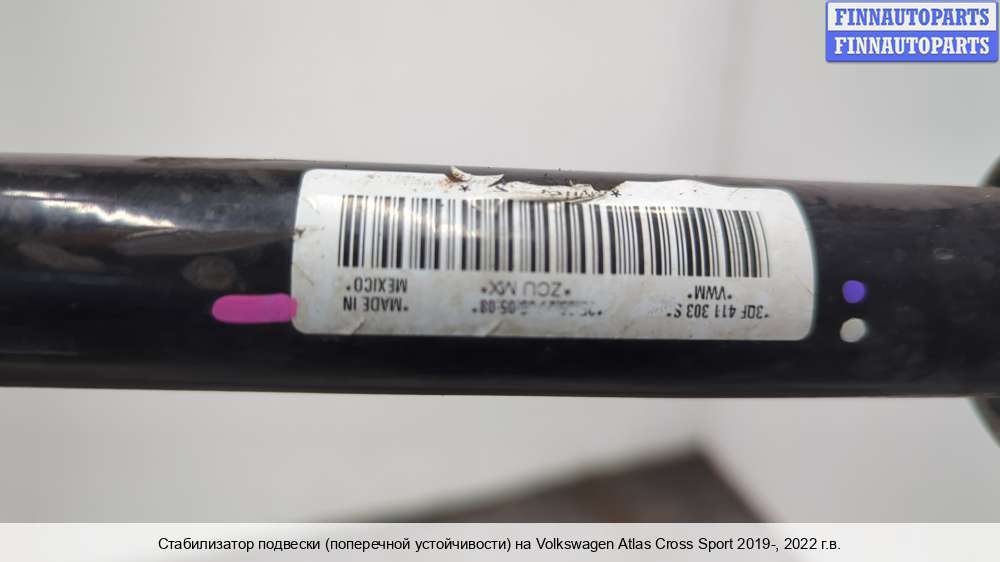 FINNAUTOPARTS
FINNAUTOPARTS
*3QF 411 303 S*
*VWM*
*ZCU MX*
*MADE IN
MEXICO*
Стабилизатор подвески (поперечной устойчивости) на Volkswagen Atlas Cross Sport 2019-, 2022 г.в.